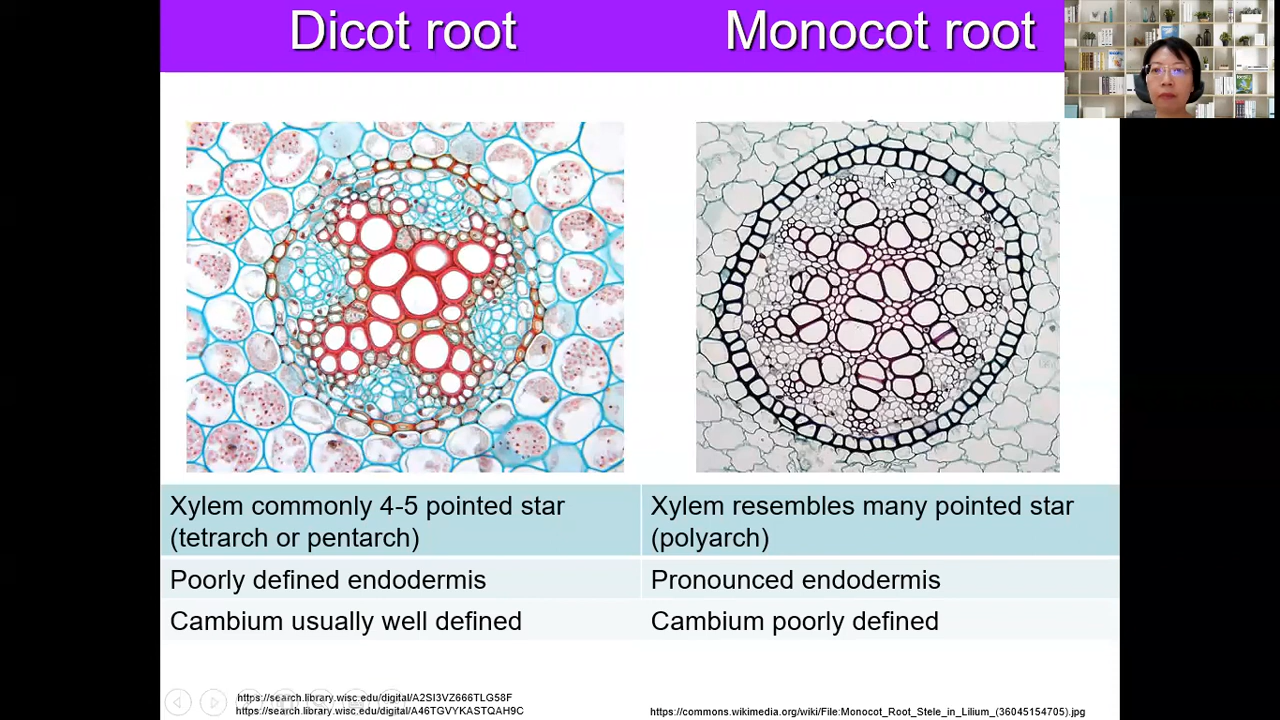 Dicot root
Monocot root
Xylem commonly 4-5 pointed star
(tetrarch or pentarch)
Xylem resembles many pointed star
(polyarch)
Poorly defined endodermis
Pronounced endodermis
Cambium usually well defined
Cambium poorly defined
https://search.library.wisc.edu/digital/A2SI3VZ666TLG58F
https://search.library.wisc.edu/digital/A46TGVYKASTQAH9C
https://commons.wikimedia.org/wiki/File:Monocot_Root_Stele_in_Lilium_(36045154705).jpg